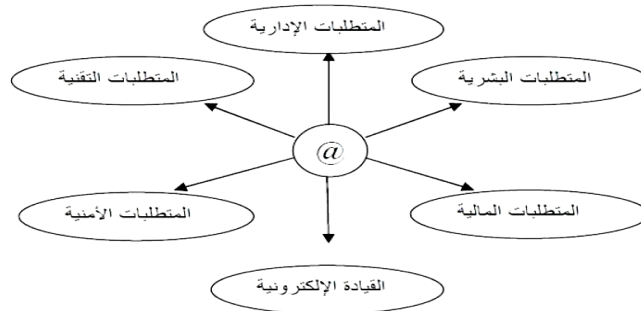 المتطلبات الإدارية
المتطلبات البشرية
المتطلبات التقنية
@
المتطلبات المالية
المتطلبات الأمنية
القيادة الإلكترونية